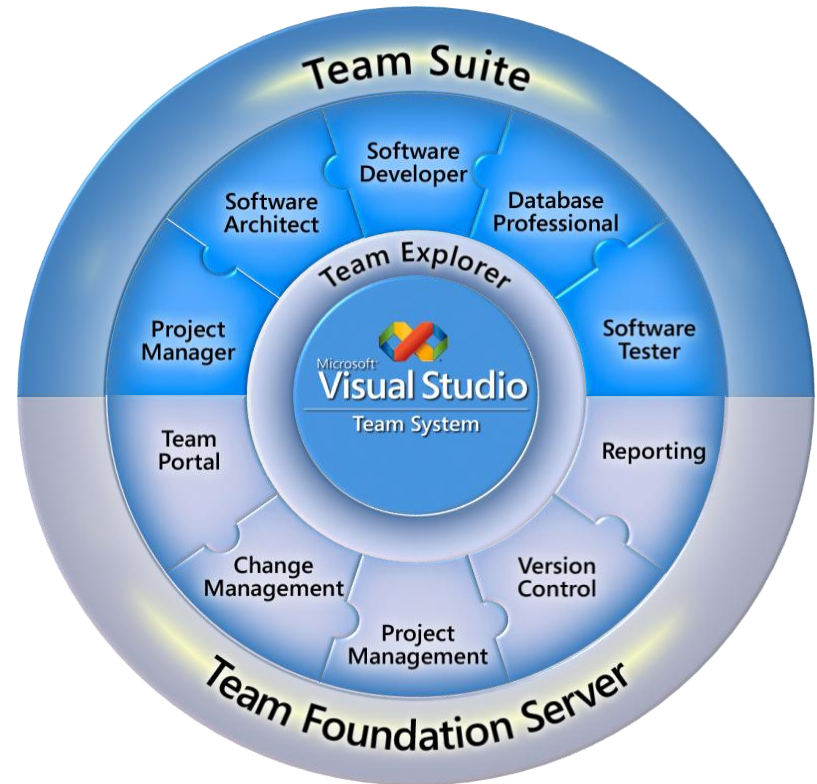 Team Suite
Software
Developer
Software
Architect
Database
Professional
Team Explorer
Project
Manager
Software
Tester
Microsoft
Visual Studio
Team System
Team
Portal
Reporting
Change
Management
Version
Control
Project
Management
Team Foundation Server